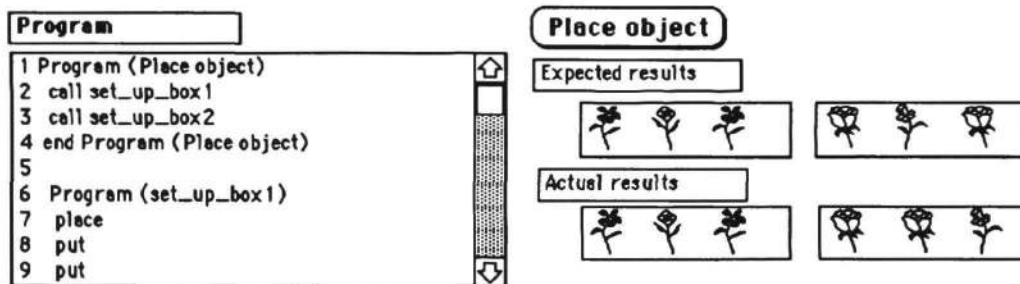 Program
1 Program (Place object)
2 call set_up_box1
3 call set_up_box2
4 end Program (Place object)
5
6 Program (set_up_box1)
7 place
8 put
9 put
Place object
Expected results
Actual results